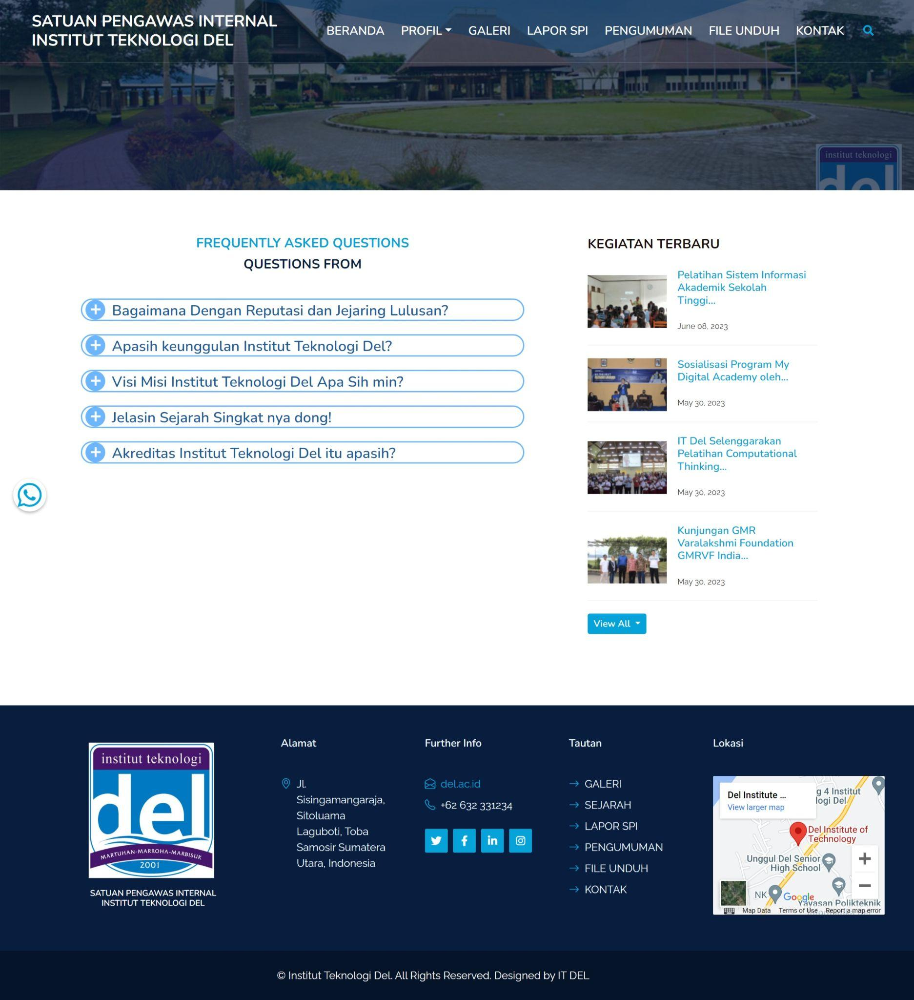 SATUAN PENGAWAS INTERNAL
INSTITUT TEKNOLOGI DEL
BERANDA
PROFIL
GALERI
LAPOR SPI
PENGUMUMAN
FILE UNDUH
KONTAK
institut teknologi
del
FREQUENTLY ASKED QUESTIONS
QUESTIONS FROM
Bagaimana Dengan Reputasi dan Jejaring Lulusan?
Apasih keunggulan Institut Teknologi Del?
Visi Misi Institut Teknologi Del Apa Sih min?
Jelasin Sejarah Singkat nya dong!
Akreditas Institut Teknologi Del itu apasih?
KEGIATAN TERBARU
Pelatihan Sistem Informasi
Akademik Sekolah
Tinggi...
June 08, 2023
Sosialisasi Program My
Digital Academy oleh...
May 30, 2023
IT Del Selenggarakan
Pelatihan Computational
Thinking...
May 30, 2023
Kunjungan GMR
Varalakshmi Foundation
GMRVF India...
May 30, 2023
View All
institut teknologi
del
MARTUHAN-MARROHA-MARBISUK
2001
SATUAN PENGAWAS INTERNAL
INSTITUT TEKNOLOGI DEL
Alamat
Jl.
Sisingamangaraja,
Sitoluama
Laguboti, Toba
Samosir Sumatera
Utara, Indonesia
Further Info
del.ac.id
+62 632 331234
Tautan
GALERI
SEJARAH
LAPOR SPI
PENGUMUMAN
FILE UNDUH
KONTAK
Lokasi
Del Institute ...
View larger map
g 4 Institut
logi Del
Del Institute of
Technology
Unggul Del Senior
High School
NK
Google
Yayasan Polikteknik
Map Data
Terms of Use
Report a map error
© Institut Teknologi Del. All Rights Reserved. Designed by IT DEL